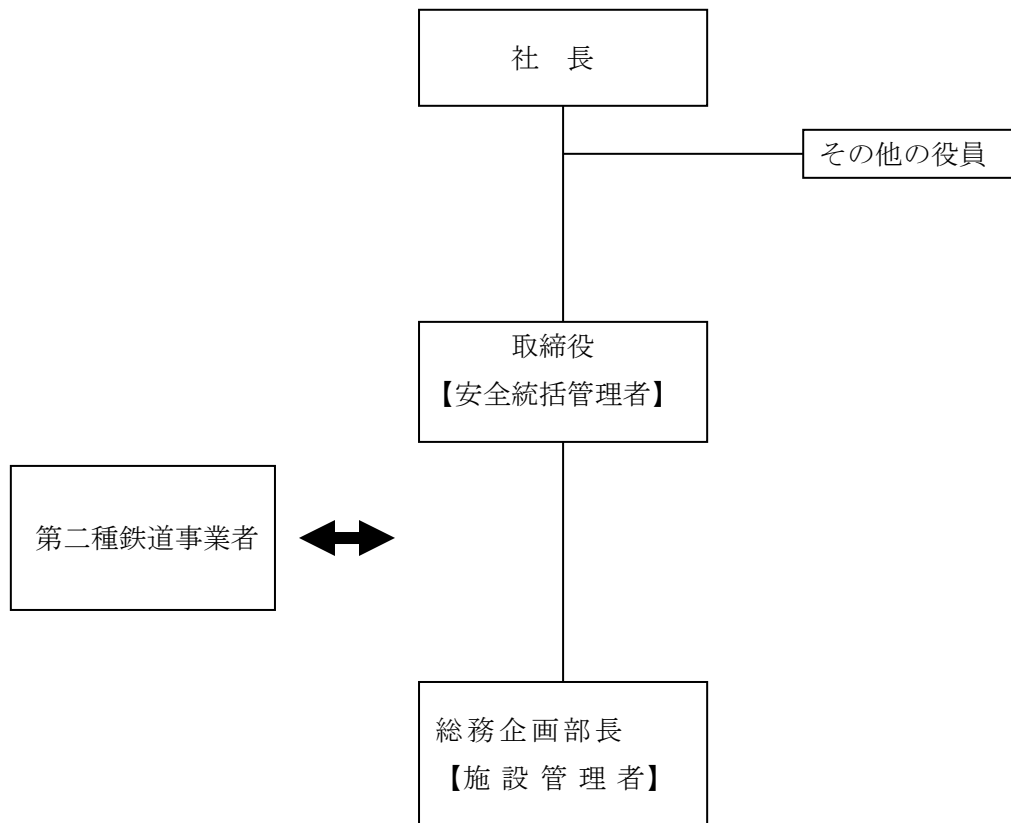 社 長
その他の役員
取締役
【安全統括管理者】
第二種鉄道事業者
総務企画部長
【施設管理者】